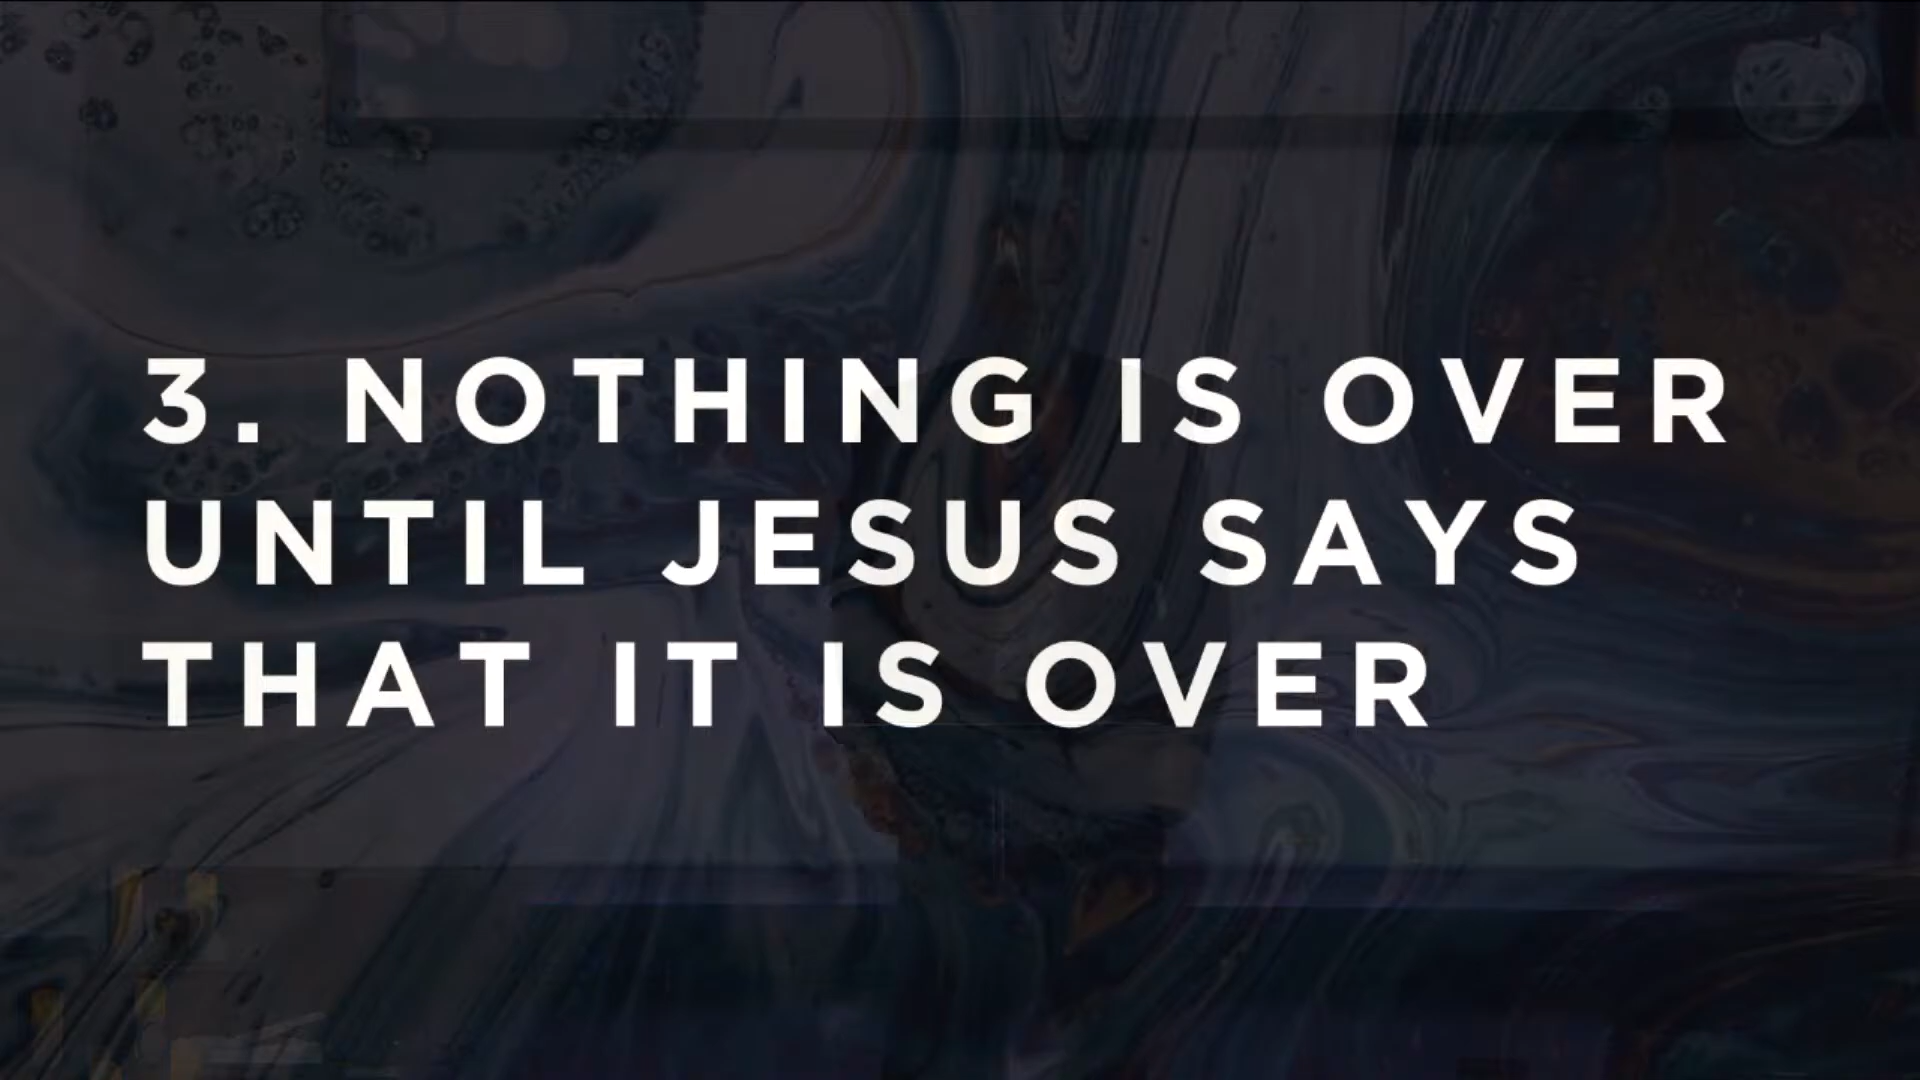 3. NOTHING IS OVER
UNTIL JESUS SAYS
THAT IT IS OVER